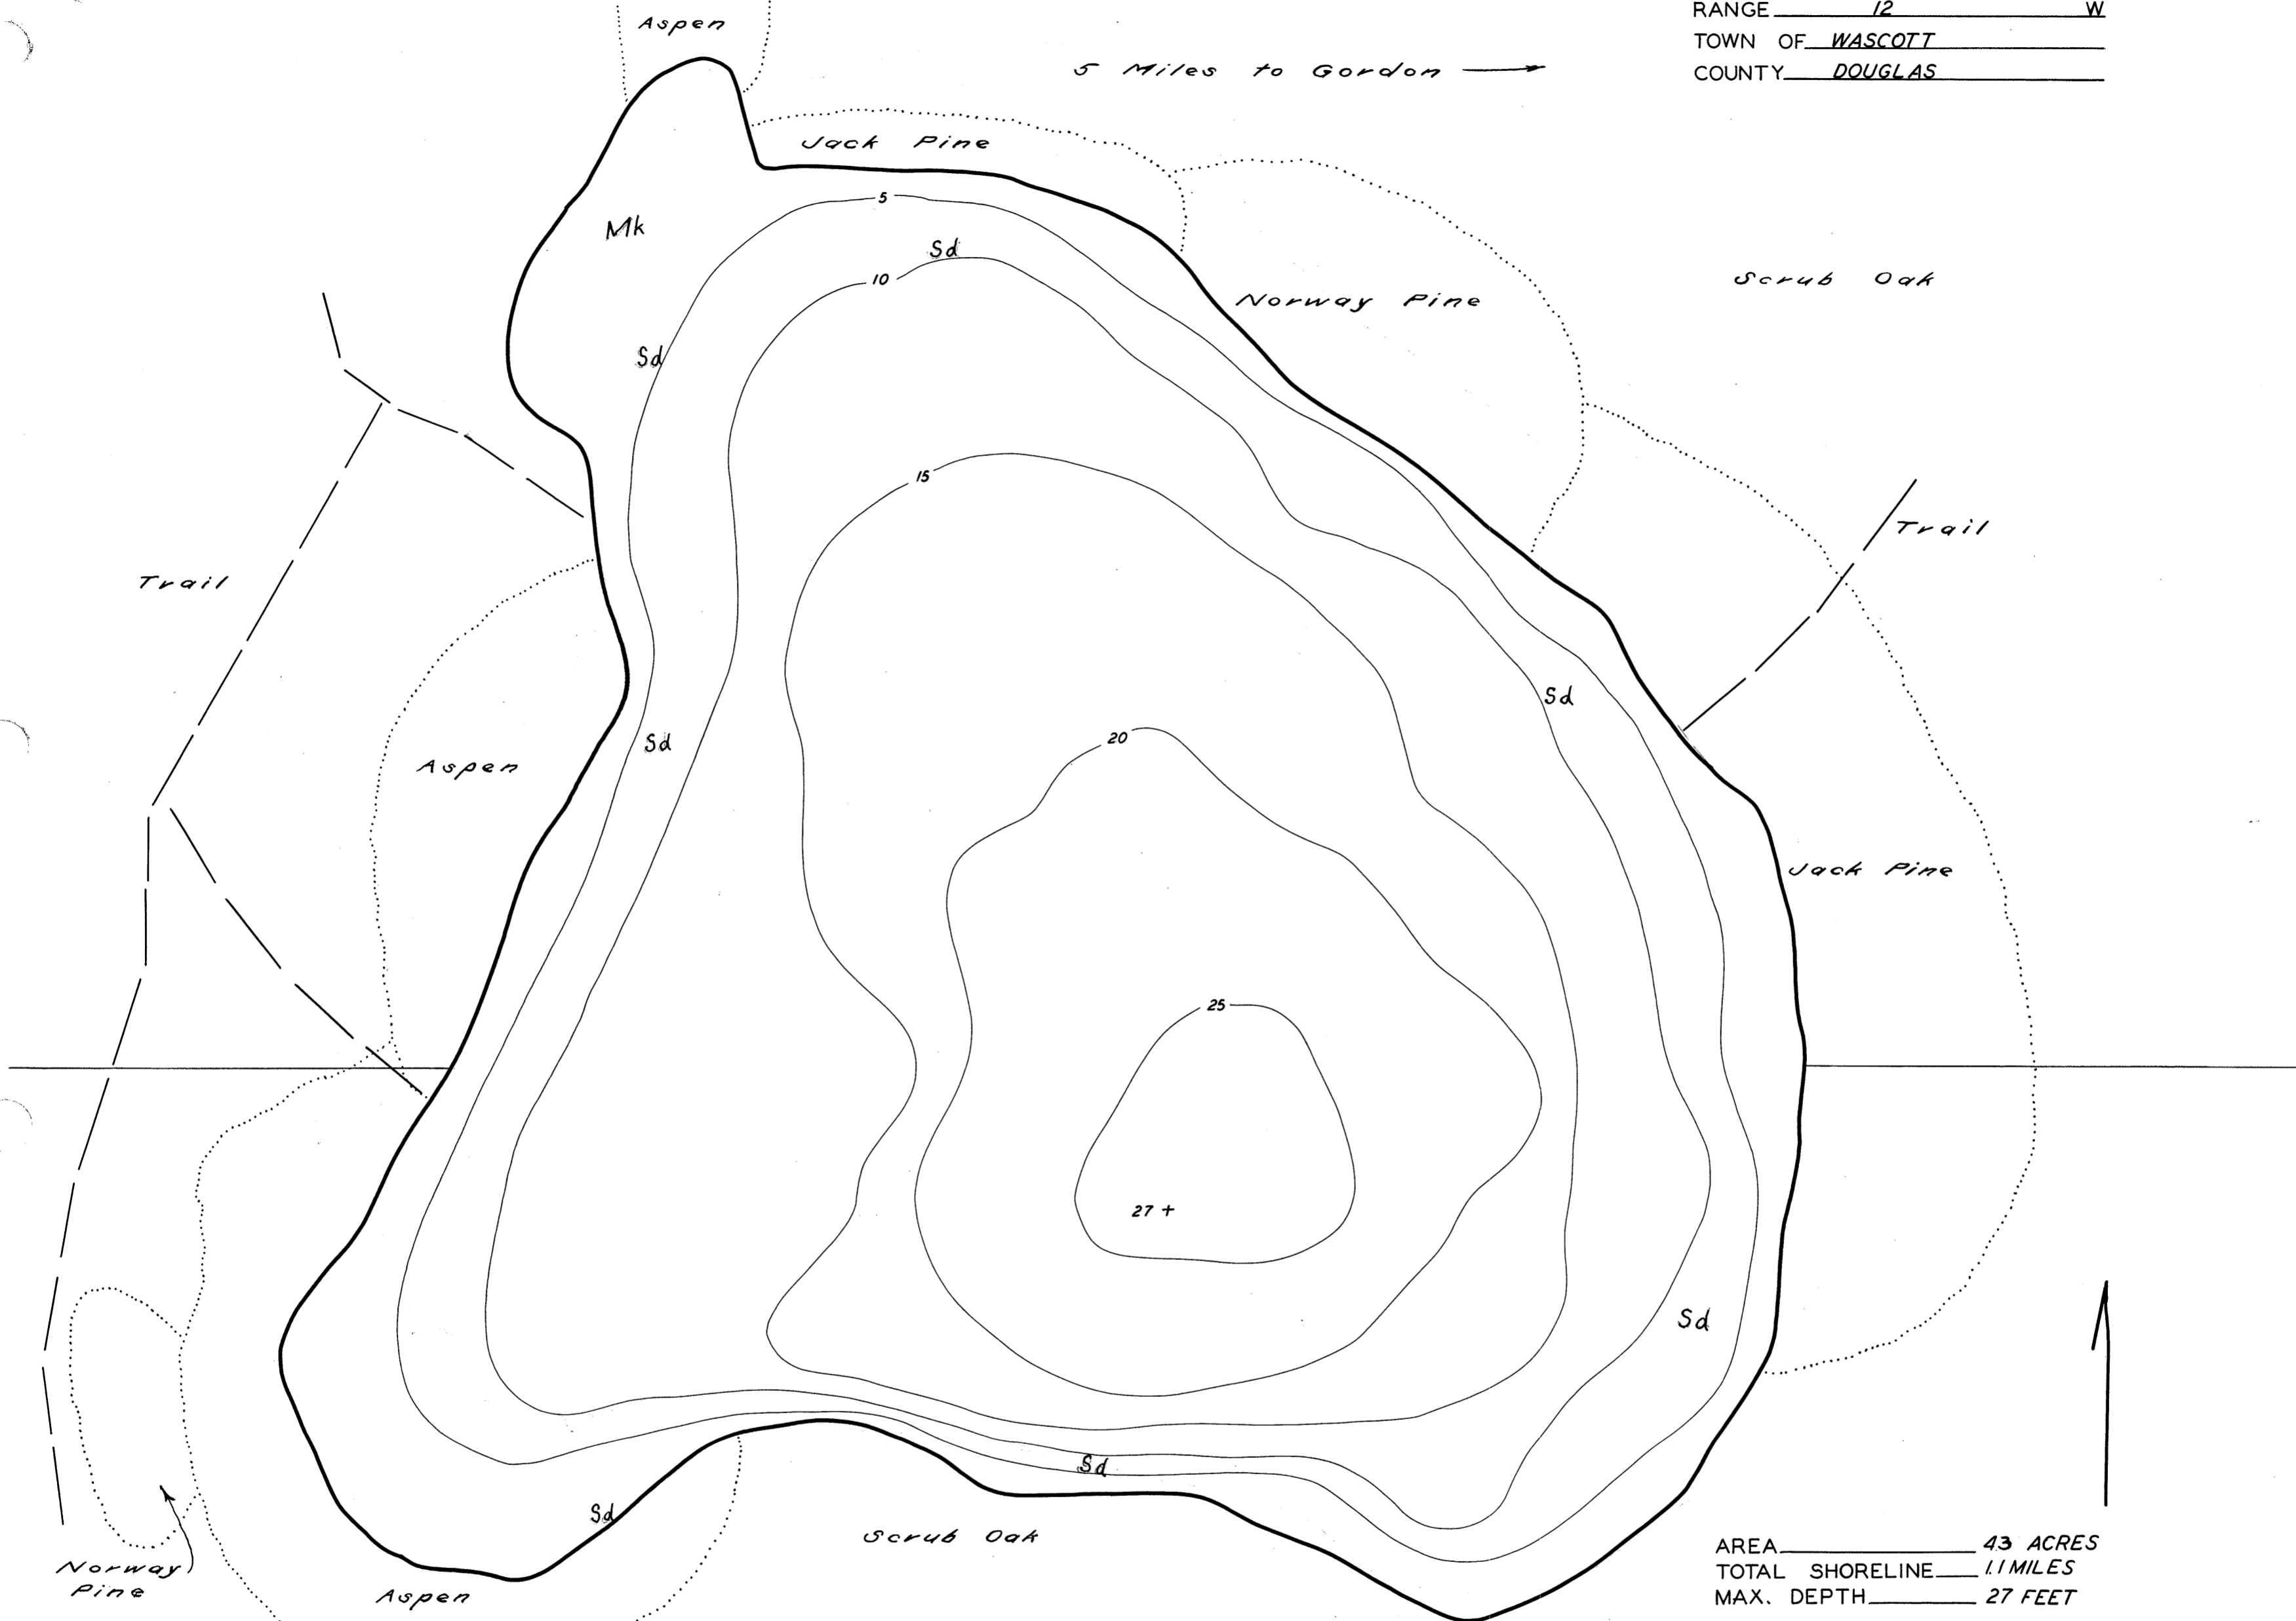 RANGE 12 W
TOWN OF WASCOTT
COUNTY DOUGLAS
Aspen
5 Miles to Gordon
Jack Pine
5
Mk
Sd
10
Scrub Oak
Norway Pine
Sd
15
Trail
Trail
Sd
20
Sd
Aspen
Jack Pine
25
27
Sd
Sd
Sd
Scrub Oak
Norway
Pine
Aspen
AREA 43 ACRES
TOTAL SHORELINE 1.1 MILES
MAX. DEPTH 27 FEET